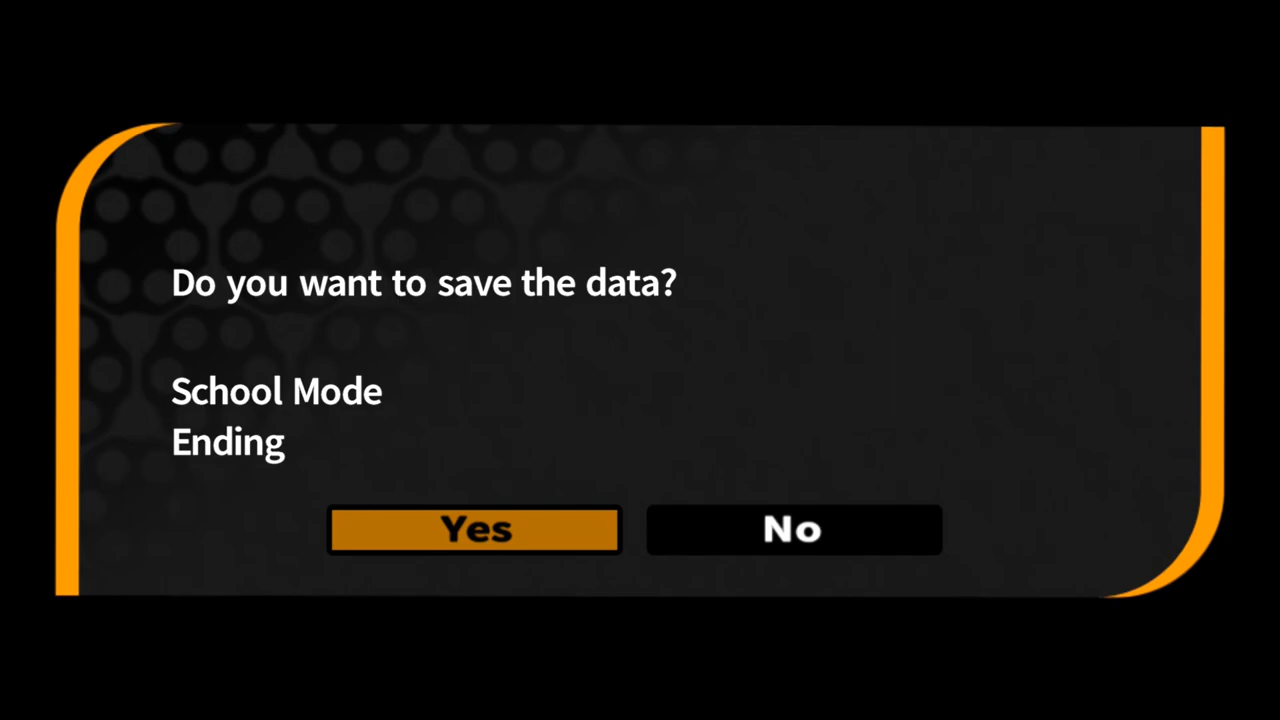 Do you want to save the data?
School Mode
Ending
Yes
No